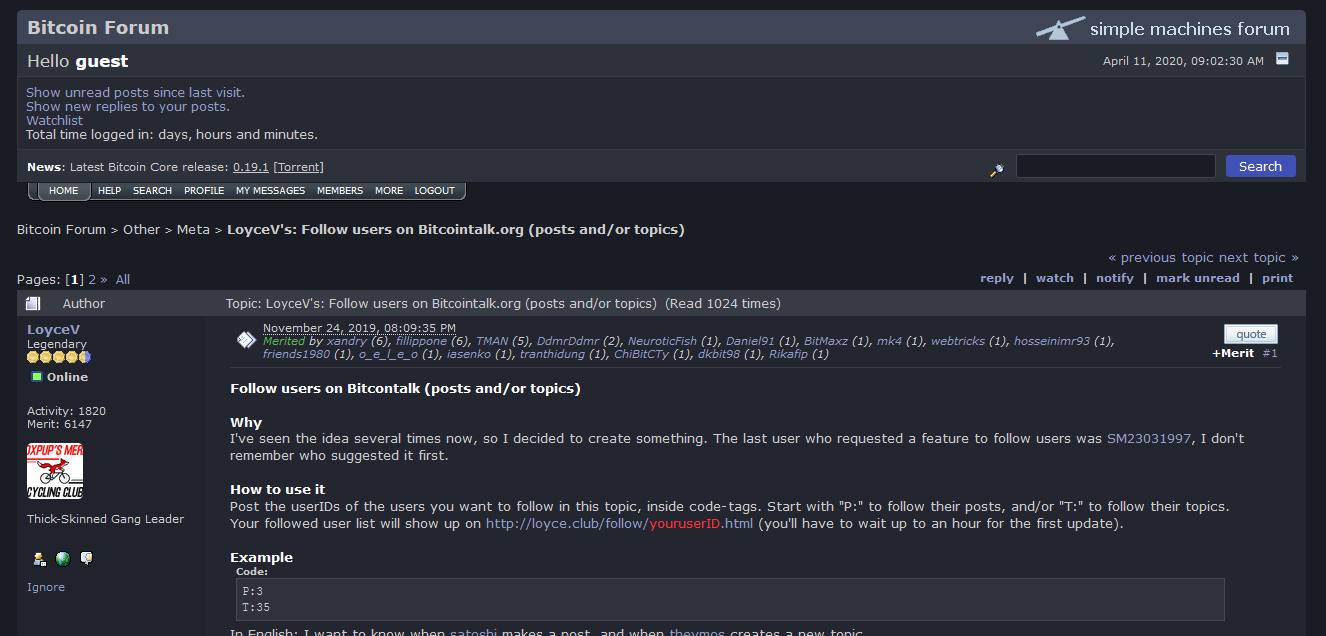 Bitcoin Forum
simple machines forum
Hello guest
April 11, 2020, 09:02:30 AM
Show unread posts since last visit.
Show new replies to your posts.
Watchlist
Total time logged in: days, hours and minutes.
News: Latest Bitcoin Core release: 0.19.1 [Torrent]
Search
HOME HELP SEARCH PROFILE MY MESSAGES MEMBERS MORE LOGOUT
Bitcoin Forum > Other > Meta > LoyceV's: Follow users on Bitcointalk.org (posts and/or topics)
« previous topic next topic »
Pages: [1] 2 » All
reply | watch | notify | mark unread | print
Author
Topic: LoyceV's: Follow users on Bitcointalk.org (posts and/or topics) (Read 1024 times)
LoyceV
Legendary
Online
Activity: 1820
Merit: 6147
OXPUP'S MER
CYCLING CLUB
Thick-Skinned Gang Leader
Ignore
November 24, 2019, 08:09:35 PM
Merited by xandry (6), fillippone (6), TMAN (5), DdmrDdmr (2), NeuroticFish (1), Daniel91 (1), BitMaxz (1), mk4 (1), webtricks (1), hosseinimr93 (1),
friends1980 (1), o_e_l_e_o (1), iasenko (1), tranthidung (1), ChiBitCTy (1), dkbit98 (1), Rikafip (1)
quote
+Merit #1
Follow users on Bitcontalk (posts and/or topics)
Why
I've seen the idea several times now, so I decided to create something. The last user who requested a feature to follow users was SM23031997, I don't
remember who suggested it first.
How to use it
Post the userIDs of the users you want to follow in this topic, inside code-tags. Start with "P:" to follow their posts, and/or "T:" to follow their topics.
Your followed user list will show up on http://loyce.club/follow/youruserID.html (you'll have to wait up to an hour for the first update).
Example
Code:
P:3
T:35
In English: I want to know when satoshi makes a post, and when theymos creates a new topic.